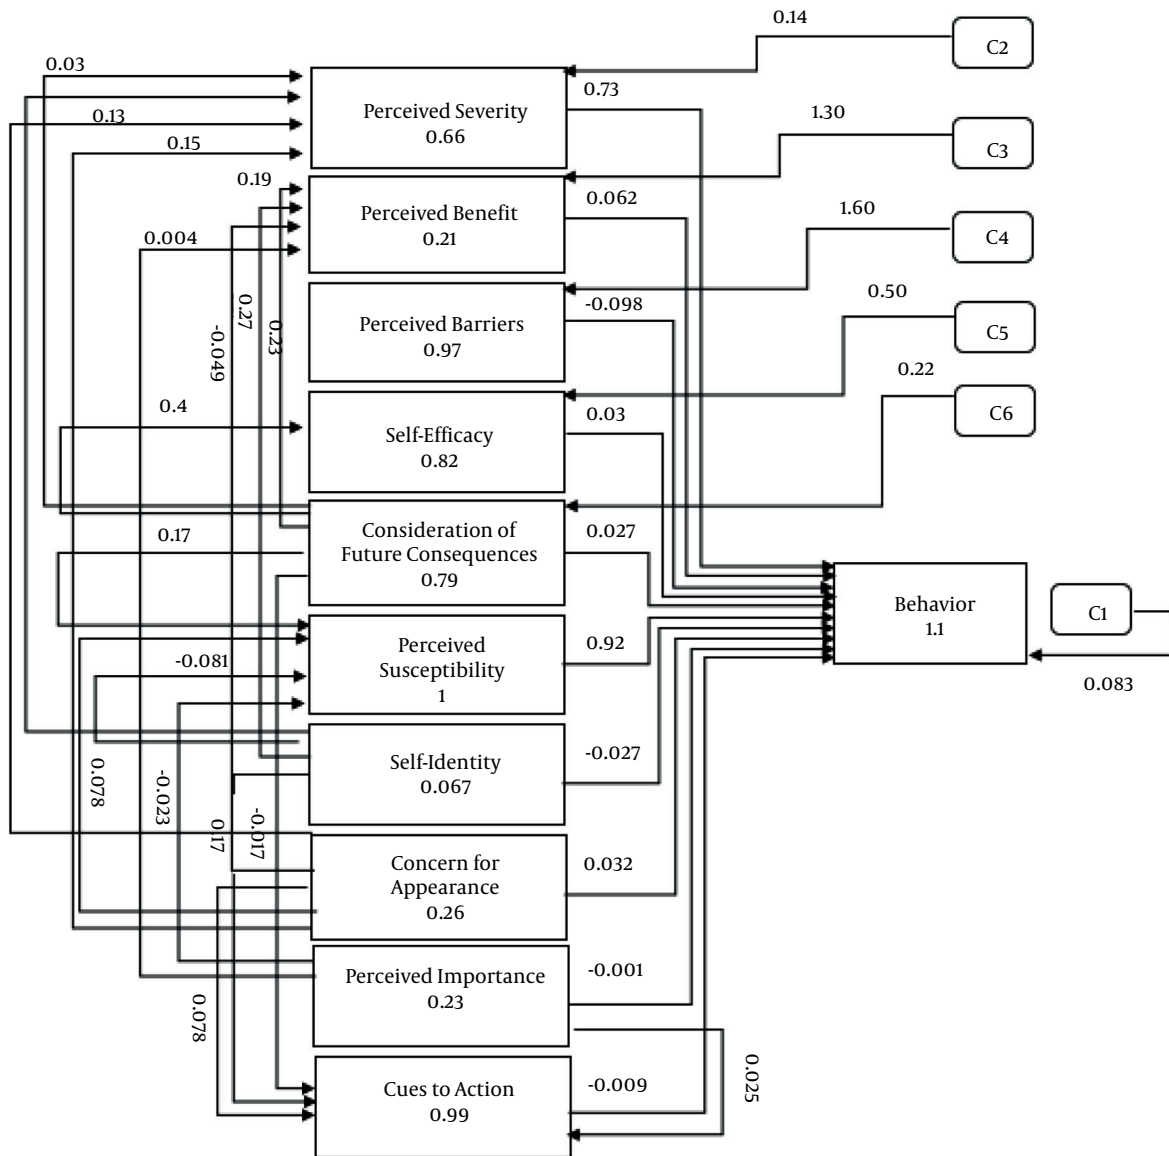 0.14
C2
0.03
Perceived Severity
0.66
0.73
0.13
0.15
1.30
C3
0.19
Perceived Benefit
0.21
0.062
0.004
1.60
C4
0.27
0.23
-0.049
Perceived Barriers
0.97
-0.098
0.50
C5
0.22
C6
0.4
Self-Efficacy
0.82
0.03
0.17
Consideration of
Future Consequences
0.79
0.027
Behavior
1.1
C1
0.083
-0.081
Perceived
Susceptibility
1
0.92
0.078
-0.023
Self-Identity
0.067
-0.027
0.17
-0.017
Concern for
Appearance
0.26
0.032
Perceived Importance
0.23
-0.001
0.078
Cues to Action
0.99
-0.009
0.025